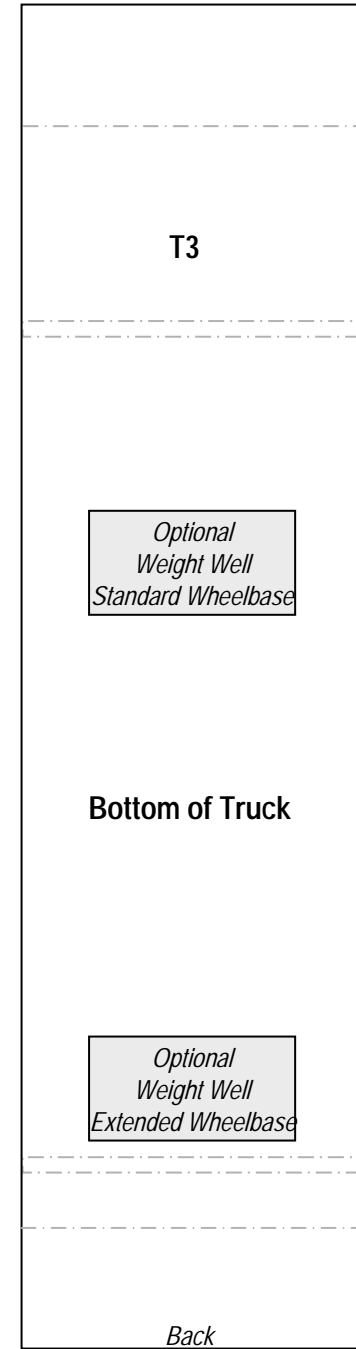 T3
Optional
Weight Well
Standard Wheelbase
Bottom of Truck
Optional
Weight Well
Extended Wheelbase
Back